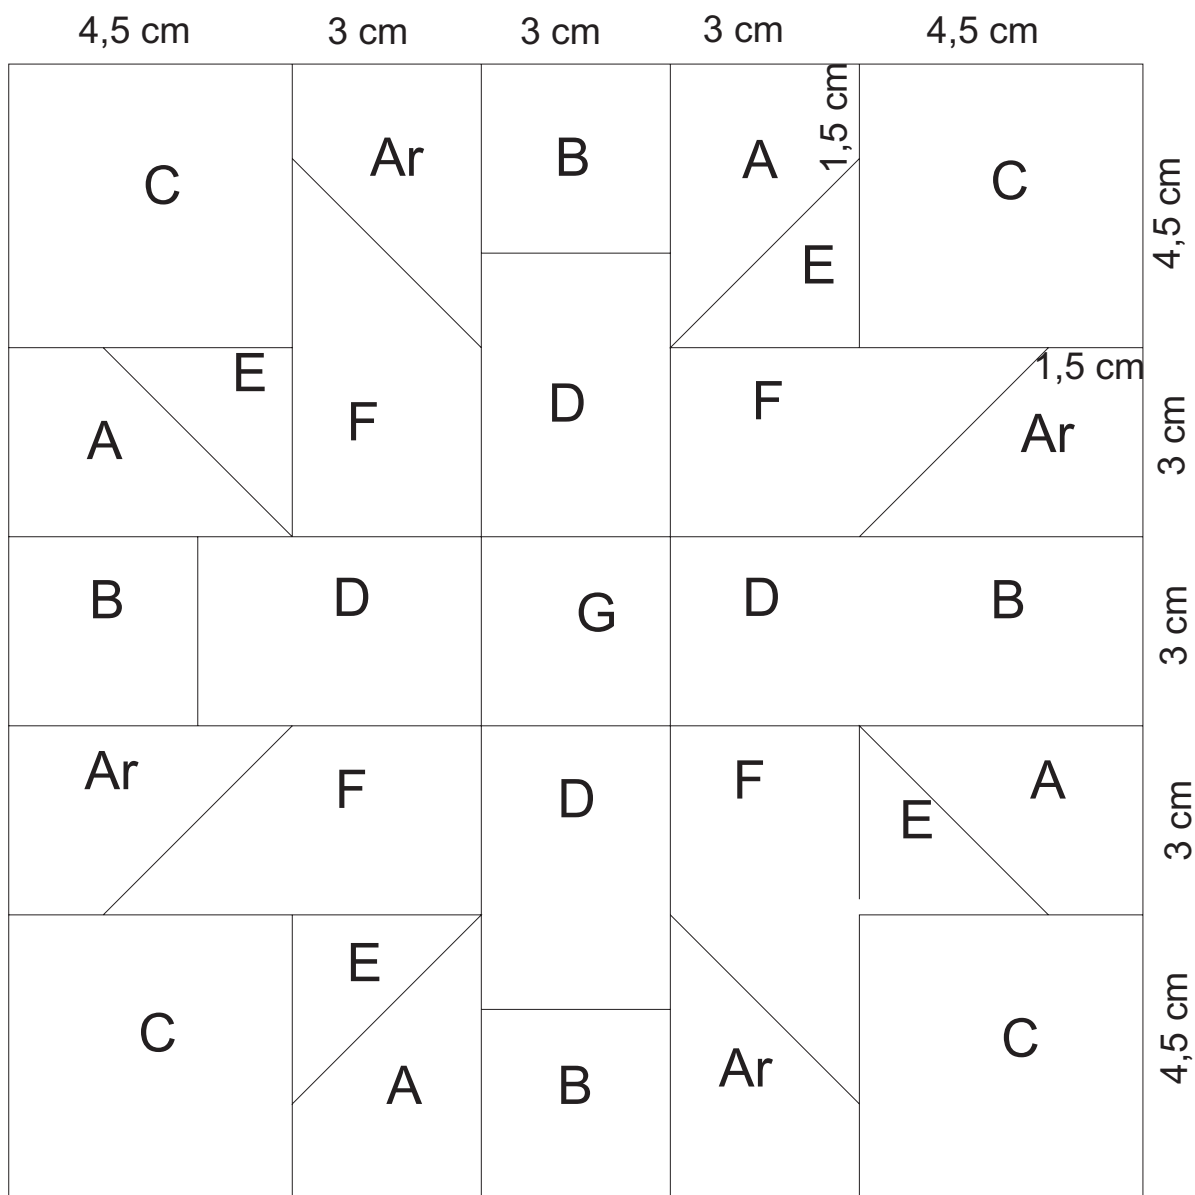 4,5 cm 3 cm 3 cm 3 cm 4,5 cm
C Ar B A 1,5 cm C 4,5 cm
E
E F D F 1,5 cm
A Ar 3 cm
B D G D B 3 cm
Ar F D F A 3 cm
E
C E C 4,5 cm
A B Ar